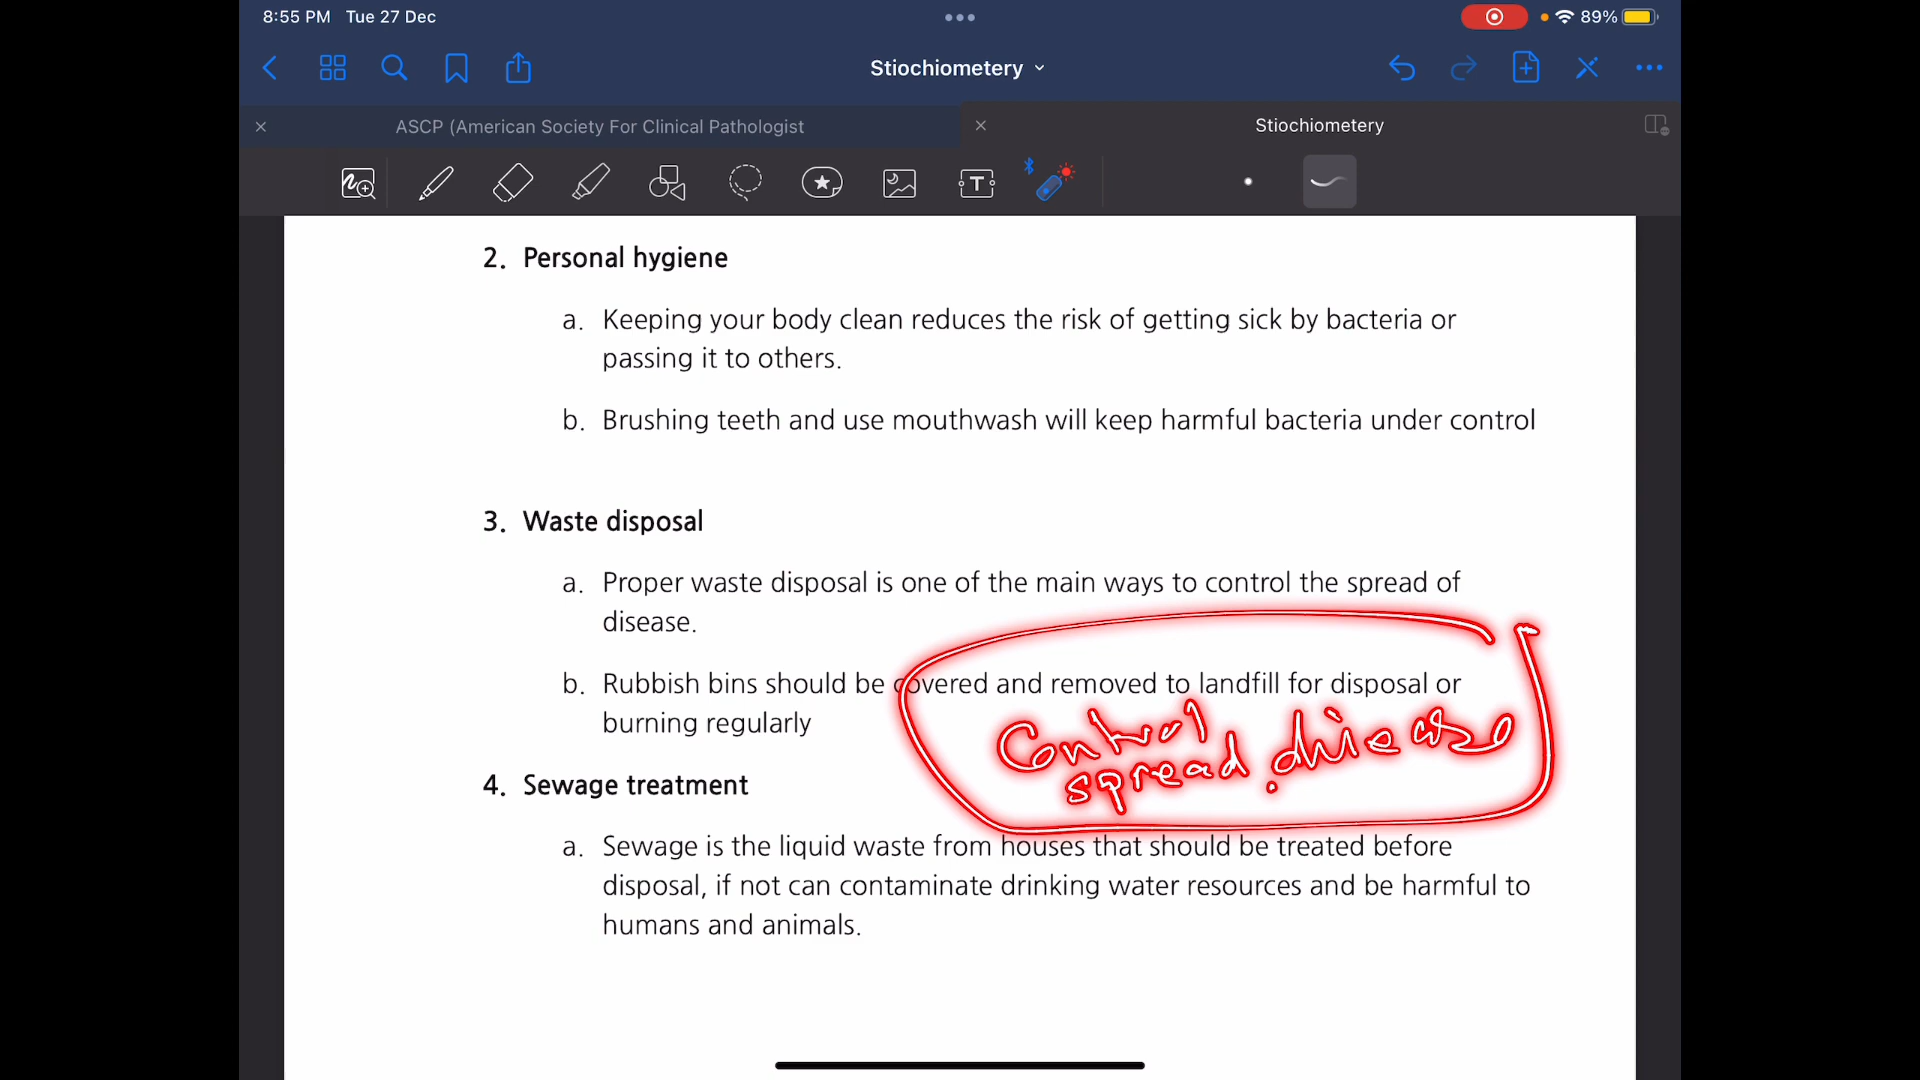 8:55 PM Tue 27 Dec
89%
Stiochiometery
ASCP (American Society For Clinical Pathologist
Stiochiometery
T
2. Personal hygiene
a. Keeping your body clean reduces the risk of getting sick by bacteria or
passing it to others.
b. Brushing teeth and use mouthwash will keep harmful bacteria under control
3. Waste disposal
a. Proper waste disposal is one of the main ways to control the spread of
disease.
b. Rubbish bins should be covered and removed to landfill for disposal or
burning regularly
Control
spread disease
4. Sewage treatment
a. Sewage is the liquid waste from houses that should be treated before
disposal, if not can contaminate drinking water resources and be harmful to
humans and animals.